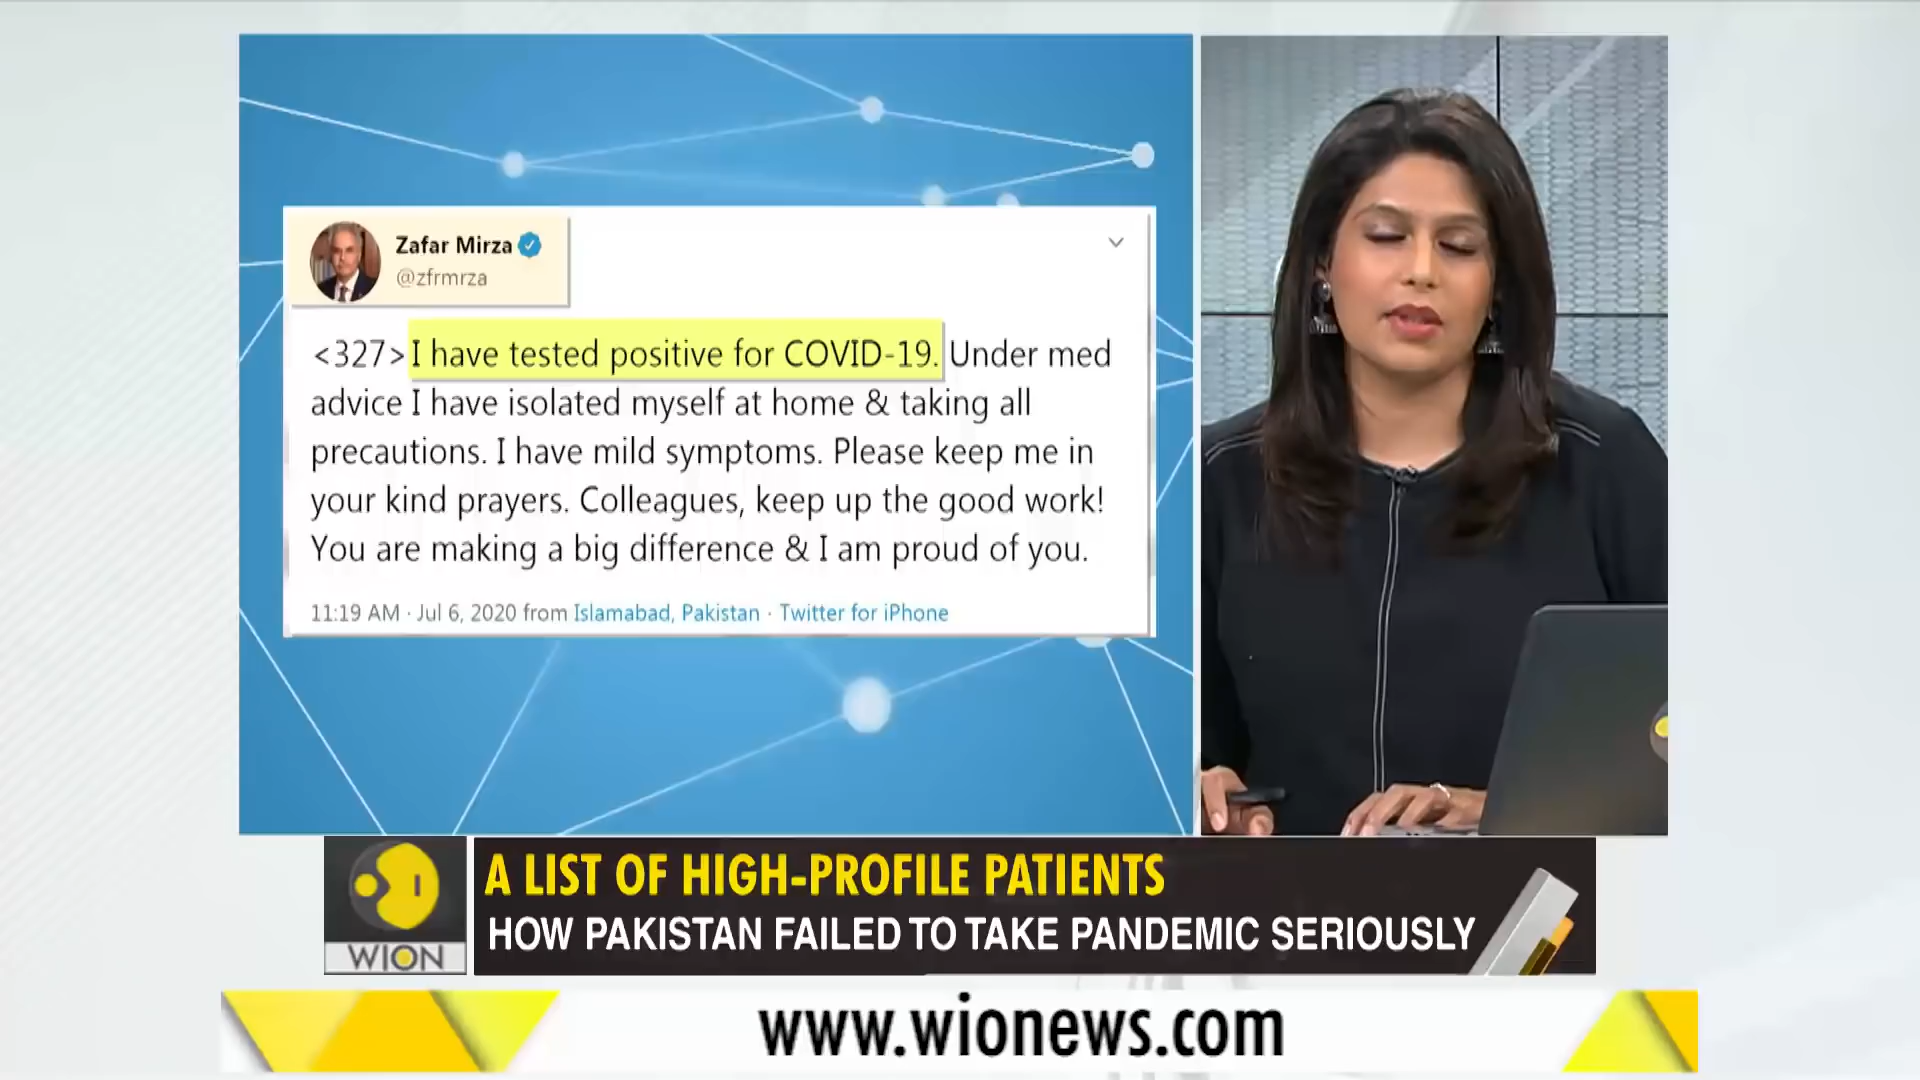 Zafar Mirza
@zfrmrza
<327> I have tested positive for COVID-19. Under med
advice I have isolated myself at home & taking all
precautions. I have mild symptoms. Please keep me in
your kind prayers. Colleagues, keep up the good work!
You are making a big difference & I am proud of you.
11:19 AM · Jul 6, 2020 from Islamabad, Pakistan · Twitter for iPhone
A LIST OF HIGH-PROFILE PATIENTS
HOW PAKISTAN FAILED TO TAKE PANDEMIC SERIOUSLY
WION
www.wionews.com